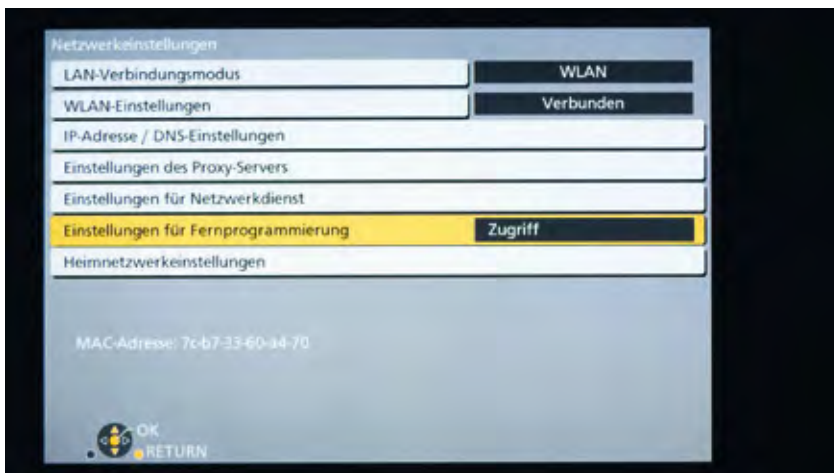 Netzwerkeinstellungen
LAN-Verbindungsmodus WLAN
WLAN-Einstellungen Verbunden
IP-Adresse / DNS-Einstellungen
Einstellungen des Proxy-Servers
Einstellungen für Netzwerkdienst
Einstellungen für Fernprogrammierung Zugriff
Heimnetzwerkeinstellungen
MAC-Adresse: 7c-b7-33-60-a4-70
OK
RETURN